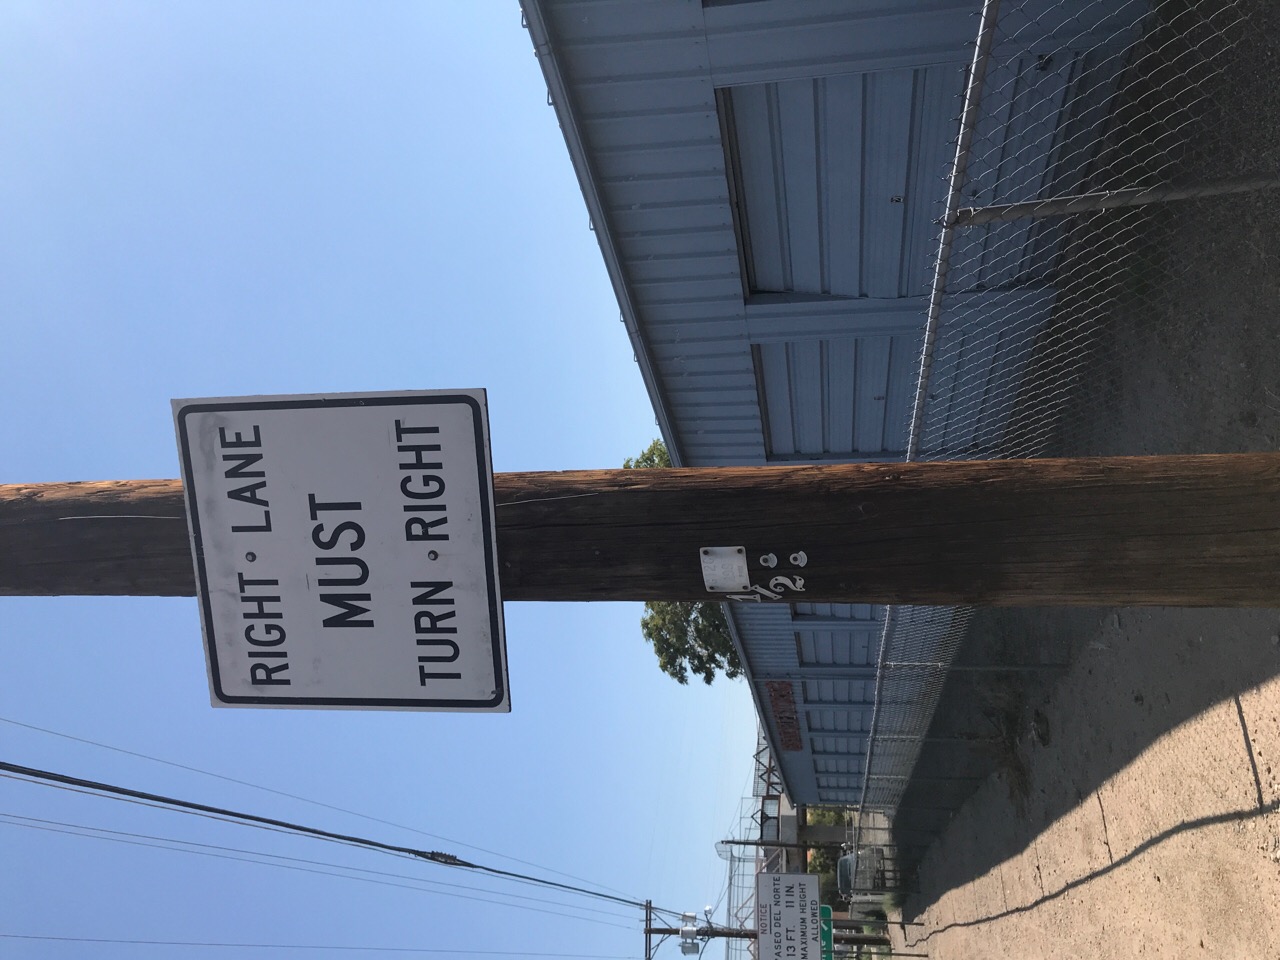 RIGHT LANE
MUST
TURN RIGHT
1/2
NOTICE
PASEO DEL NORTE
13 FT. 11 IN.
MAXIMUM HEIGHT
ALLOWED